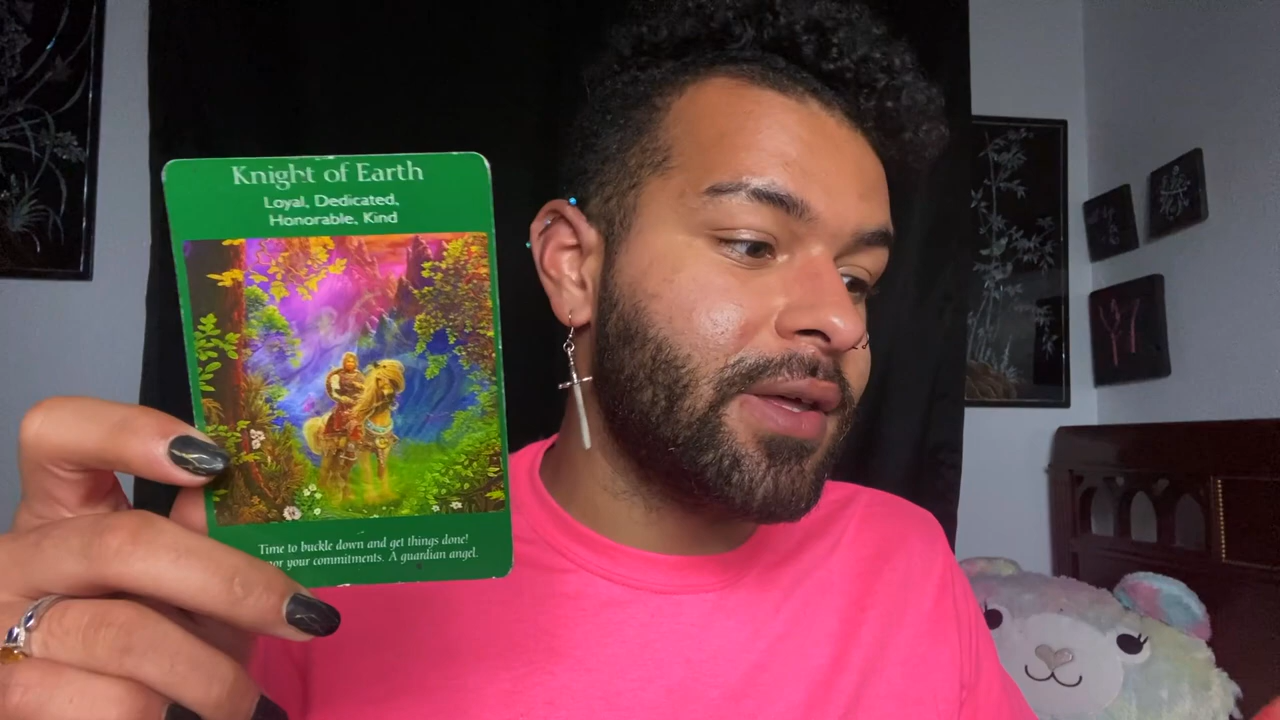 Knight of Earth
Loyal, Dedicated,
Honorable, Kind
Time to buckle down and get things done!
your commitments. A guardian angel.